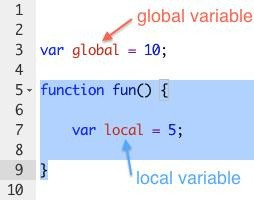 global variable
1
2
3 var global = 10;
4
5 function fun() {
6
7 var local = 5;
8
9 }
local variable
10